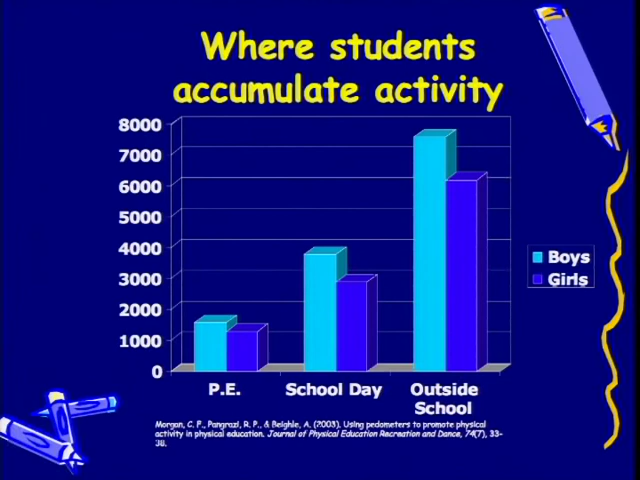 Where students
accumulate activity
8000
7000
6000
5000
4000
3000
2000
1000
0
P.E.
School Day
Outside
School
Boys
Girls
Morgan, C. F., Pangrazi, R. P., & Beighle, A. (2003). Using pedometers to promote physical
activity in physical education. Journal of Physical Education Recreation and Dance, 74(7), 33-
38.